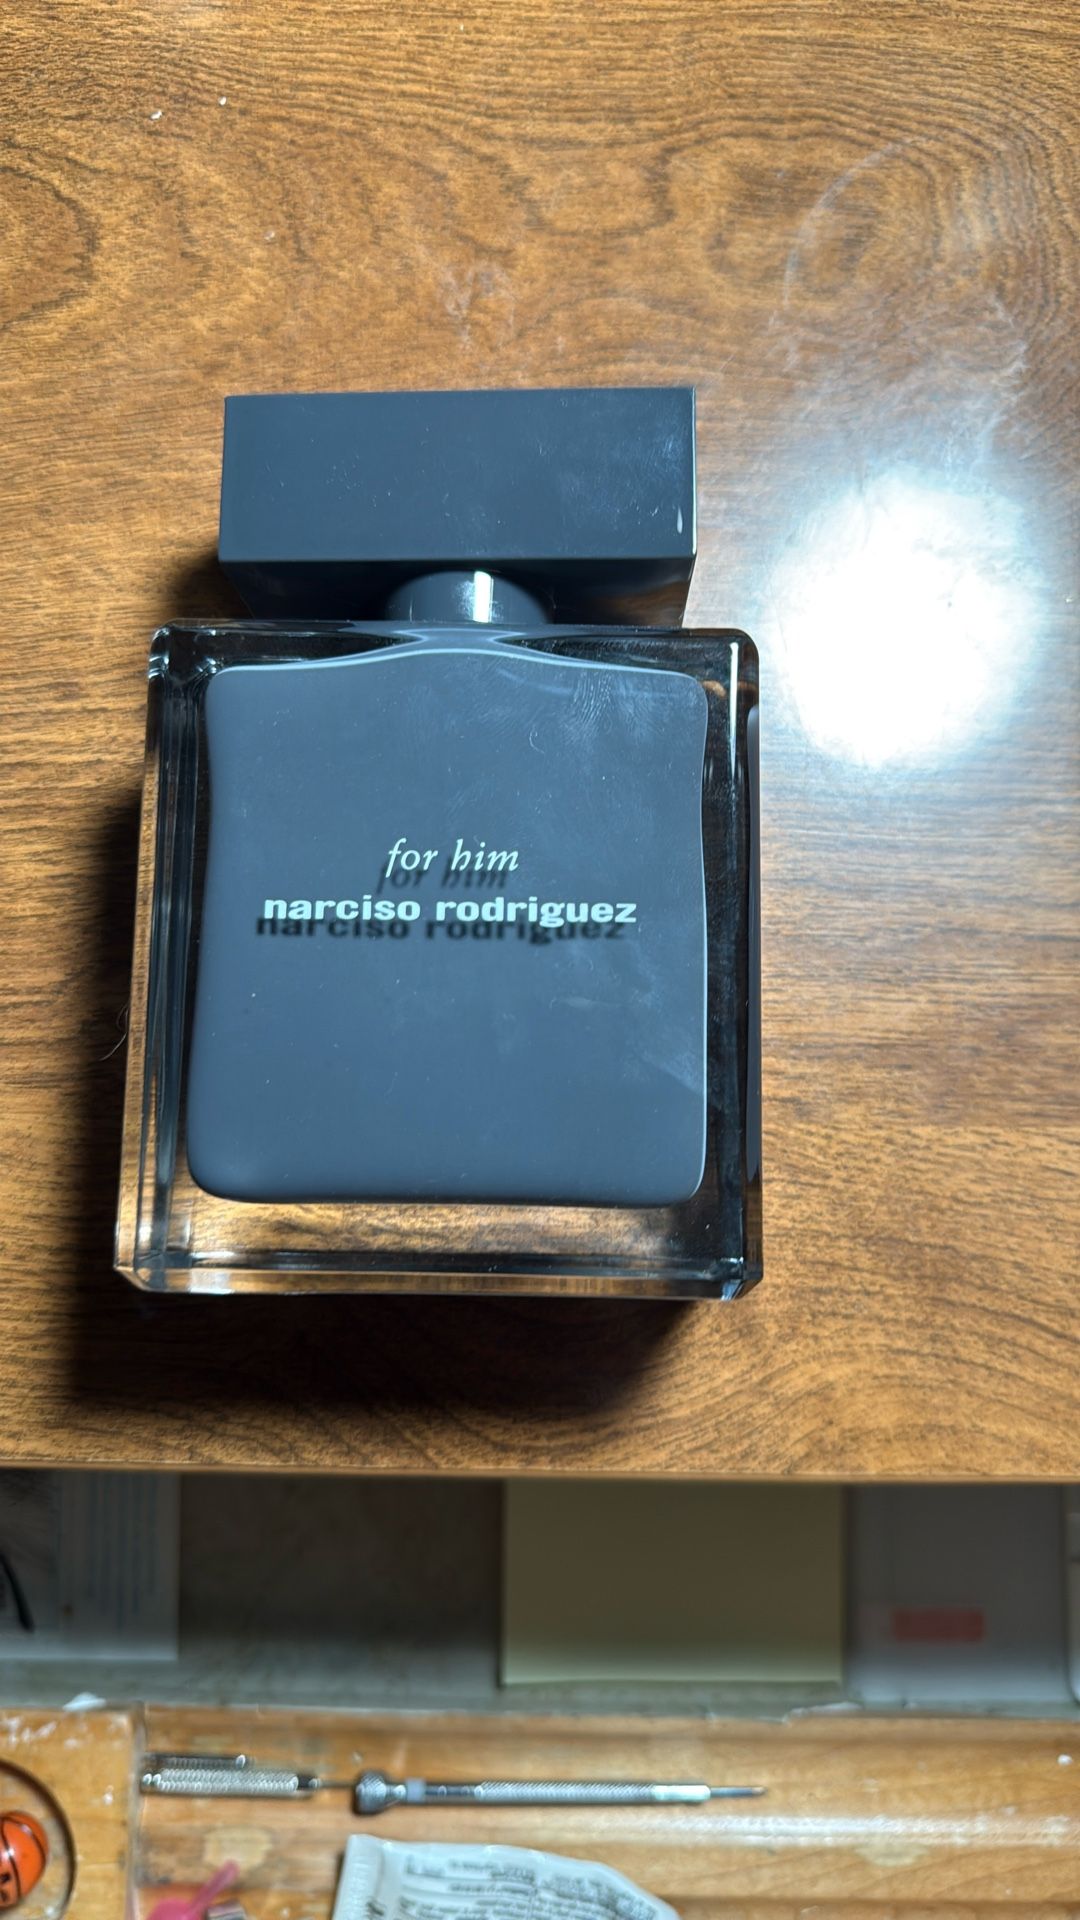 for him
narciso rodriguez